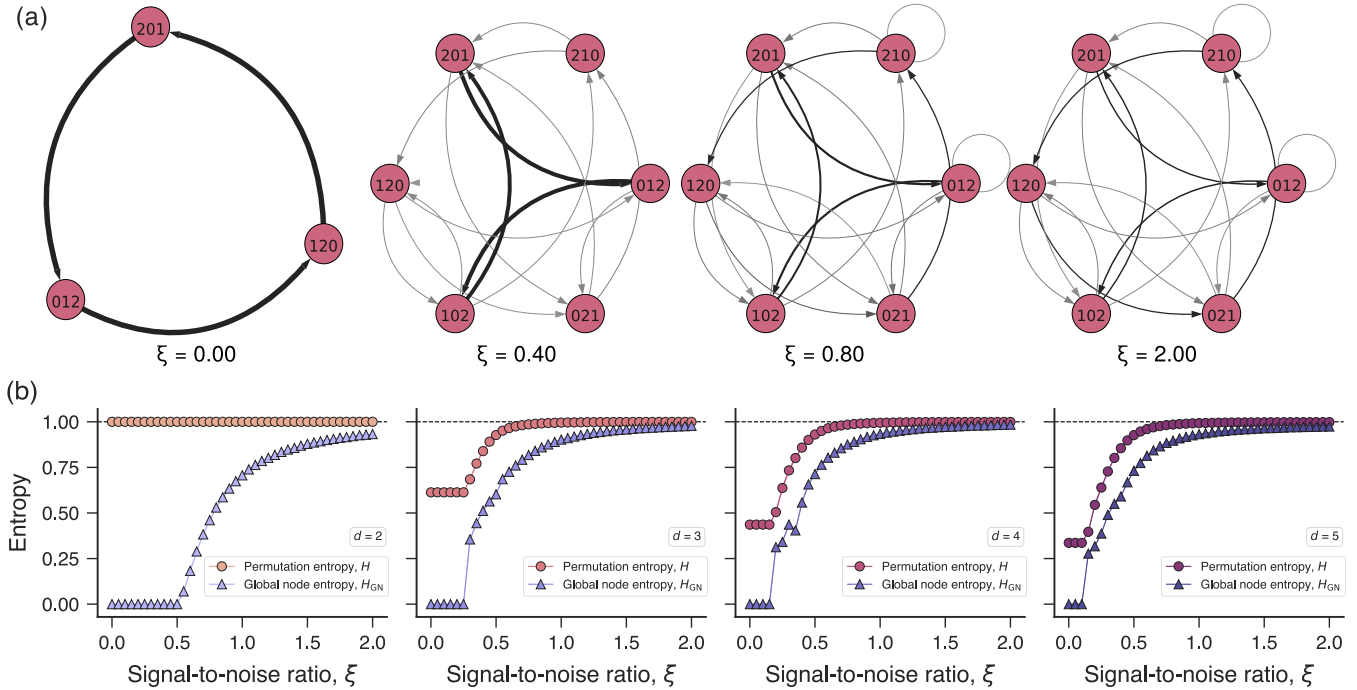 (a)
201
120
012
ξ = 0.00
201
210
120
012
102
021
ξ = 0.40
201
210
120
012
102
021
ξ = 0.80
201
210
120
012
102
021
ξ = 2.00
(b)
Entropy
1.00
0.75
0.50
0.25
0.00
d = 2
Permutation entropy, H
Global node entropy, H_GN
0.0 0.5 1.0 1.5 2.0
Signal-to-noise ratio, ξ
d = 3
Permutation entropy, H
Global node entropy, H_GN
0.0 0.5 1.0 1.5 2.0
Signal-to-noise ratio, ξ
d = 4
Permutation entropy, H
Global node entropy, H_GN
0.0 0.5 1.0 1.5 2.0
Signal-to-noise ratio, ξ
d = 5
Permutation entropy, H
Global node entropy, H_GN
0.0 0.5 1.0 1.5 2.0
Signal-to-noise ratio, ξ